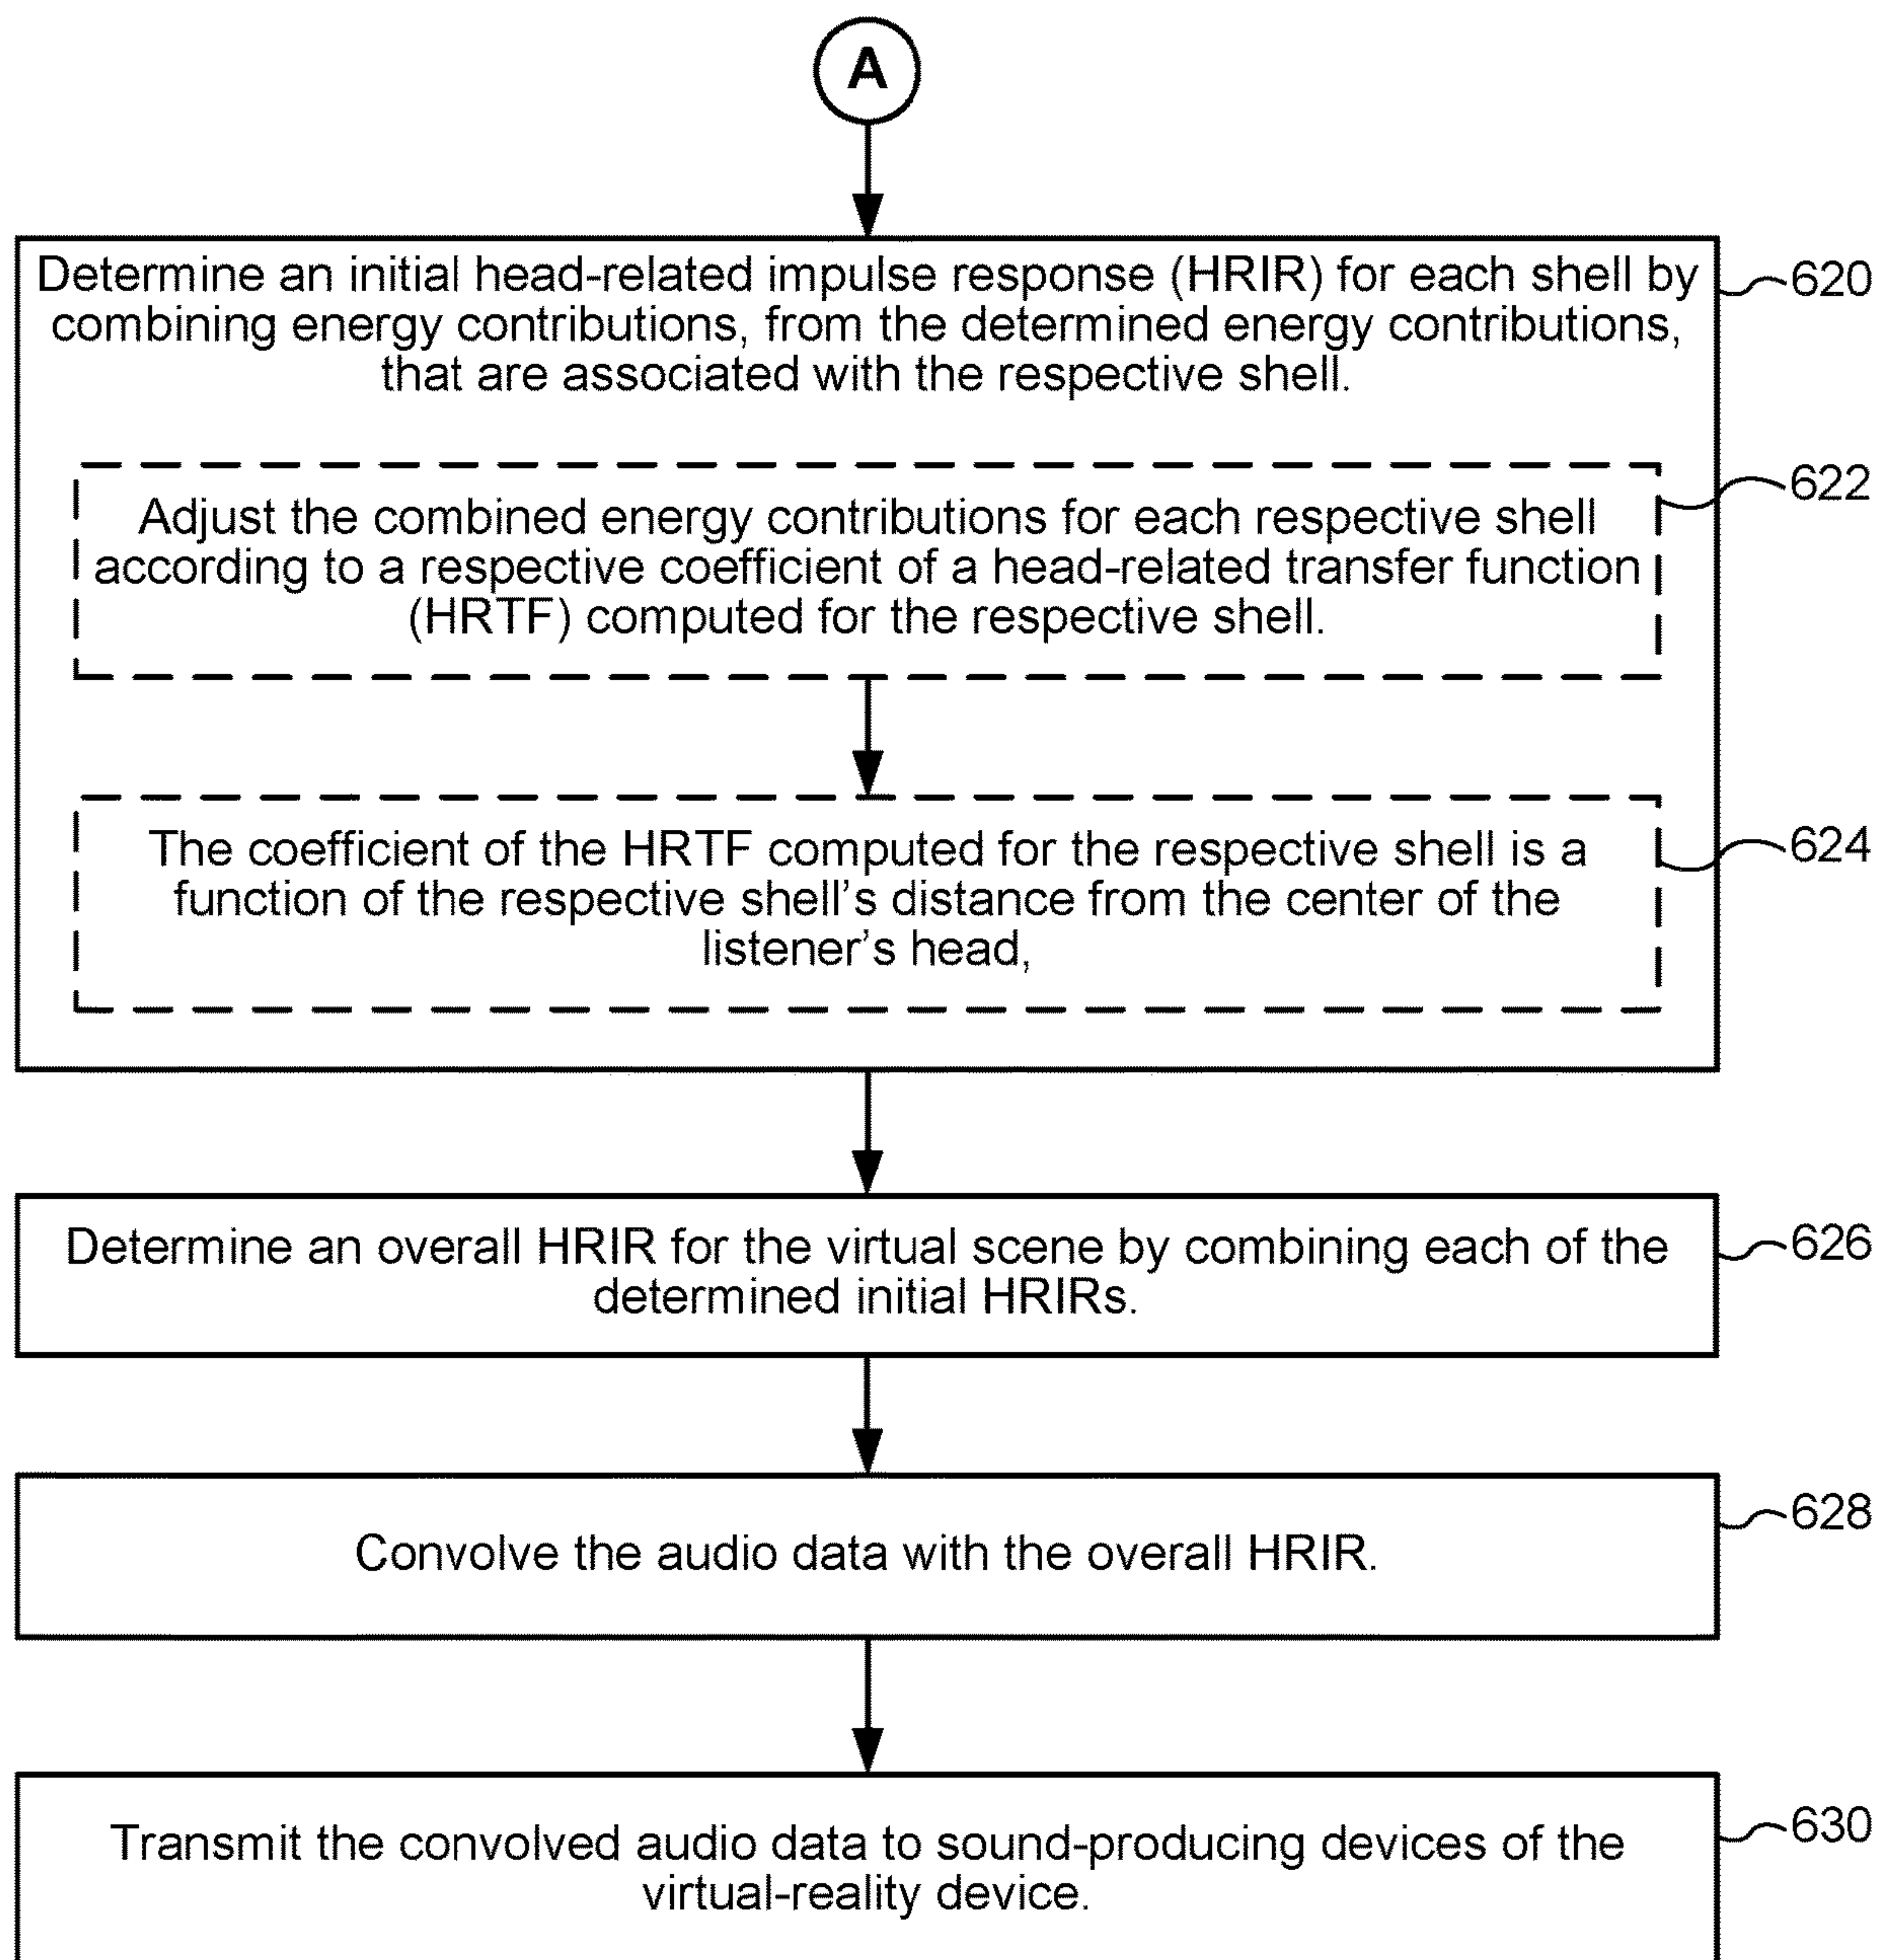 A
Determine an initial head-related impulse response (HRIR) for each shell by
combining energy contributions, from the determined energy contributions,
that are associated with the respective shell.
620
Adjust the combined energy contributions for each respective shell
according to a respective coefficient of a head-related transfer function
(HRTF) computed for the respective shell.
622
The coefficient of the HRTF computed for the respective shell is a
function of the respective shell's distance from the center of the
listener's head,
624
Determine an overall HRIR for the virtual scene by combining each of the
determined initial HRIRs.
626
Convolve the audio data with the overall HRIR.
628
Transmit the convolved audio data to sound-producing devices of the
virtual-reality device.
630